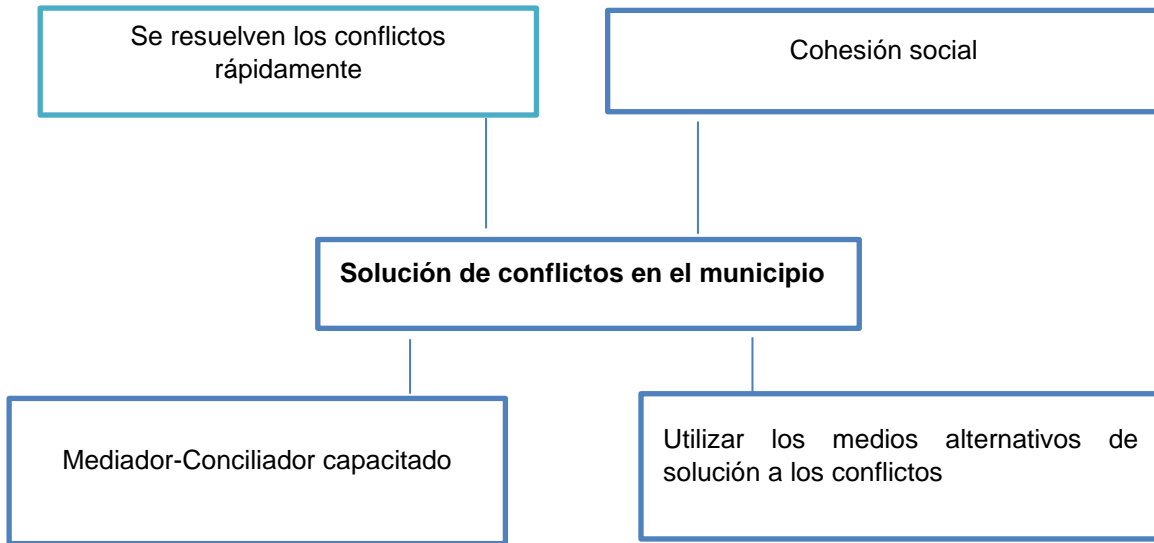 Se resuelven los conflictos
rápidamente
Cohesión social
Solución de conflictos en el municipio
Mediador-Conciliador capacitado
Utilizar los medios alternativos de
solución a los conflictos